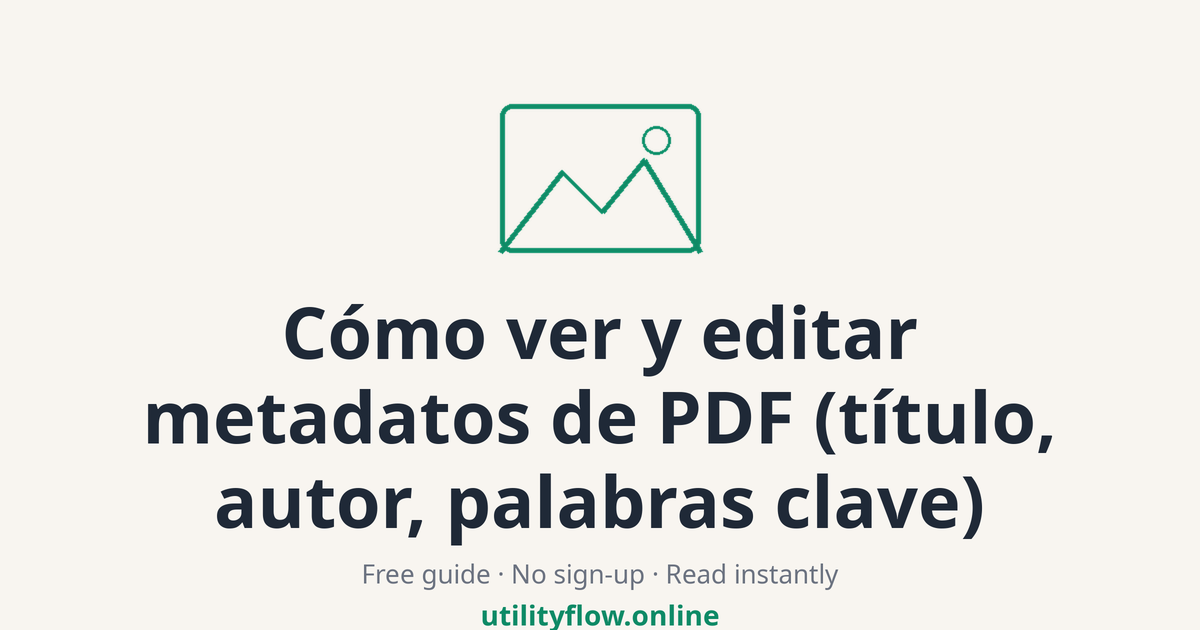 Cómo ver y editar
metadatos de PDF (título,
autor, palabras clave)
Free guide · No sign-up · Read instantly
utilityflow.online